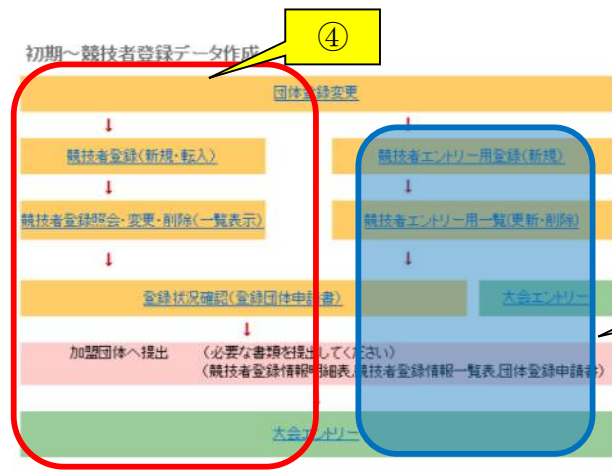 ④
初期～競技者登録データ作成
団体登録変更
↓ ↓
競技者登録(新規・転入) 競技者エントリー用登録(新規)
↓ ↓
競技者登録照会・変更・削除(一覧表示) 競技者エントリー用一覧(更新・削除)
↓ ↓
登録状況確認(登録団体申請書) 大会エントリー
↓
加盟団体へ提出 (必要な書類を提出してください)
(競技者登録情報明細表,競技者登録情報一覧表,団体登録申請書)
大会エントリー